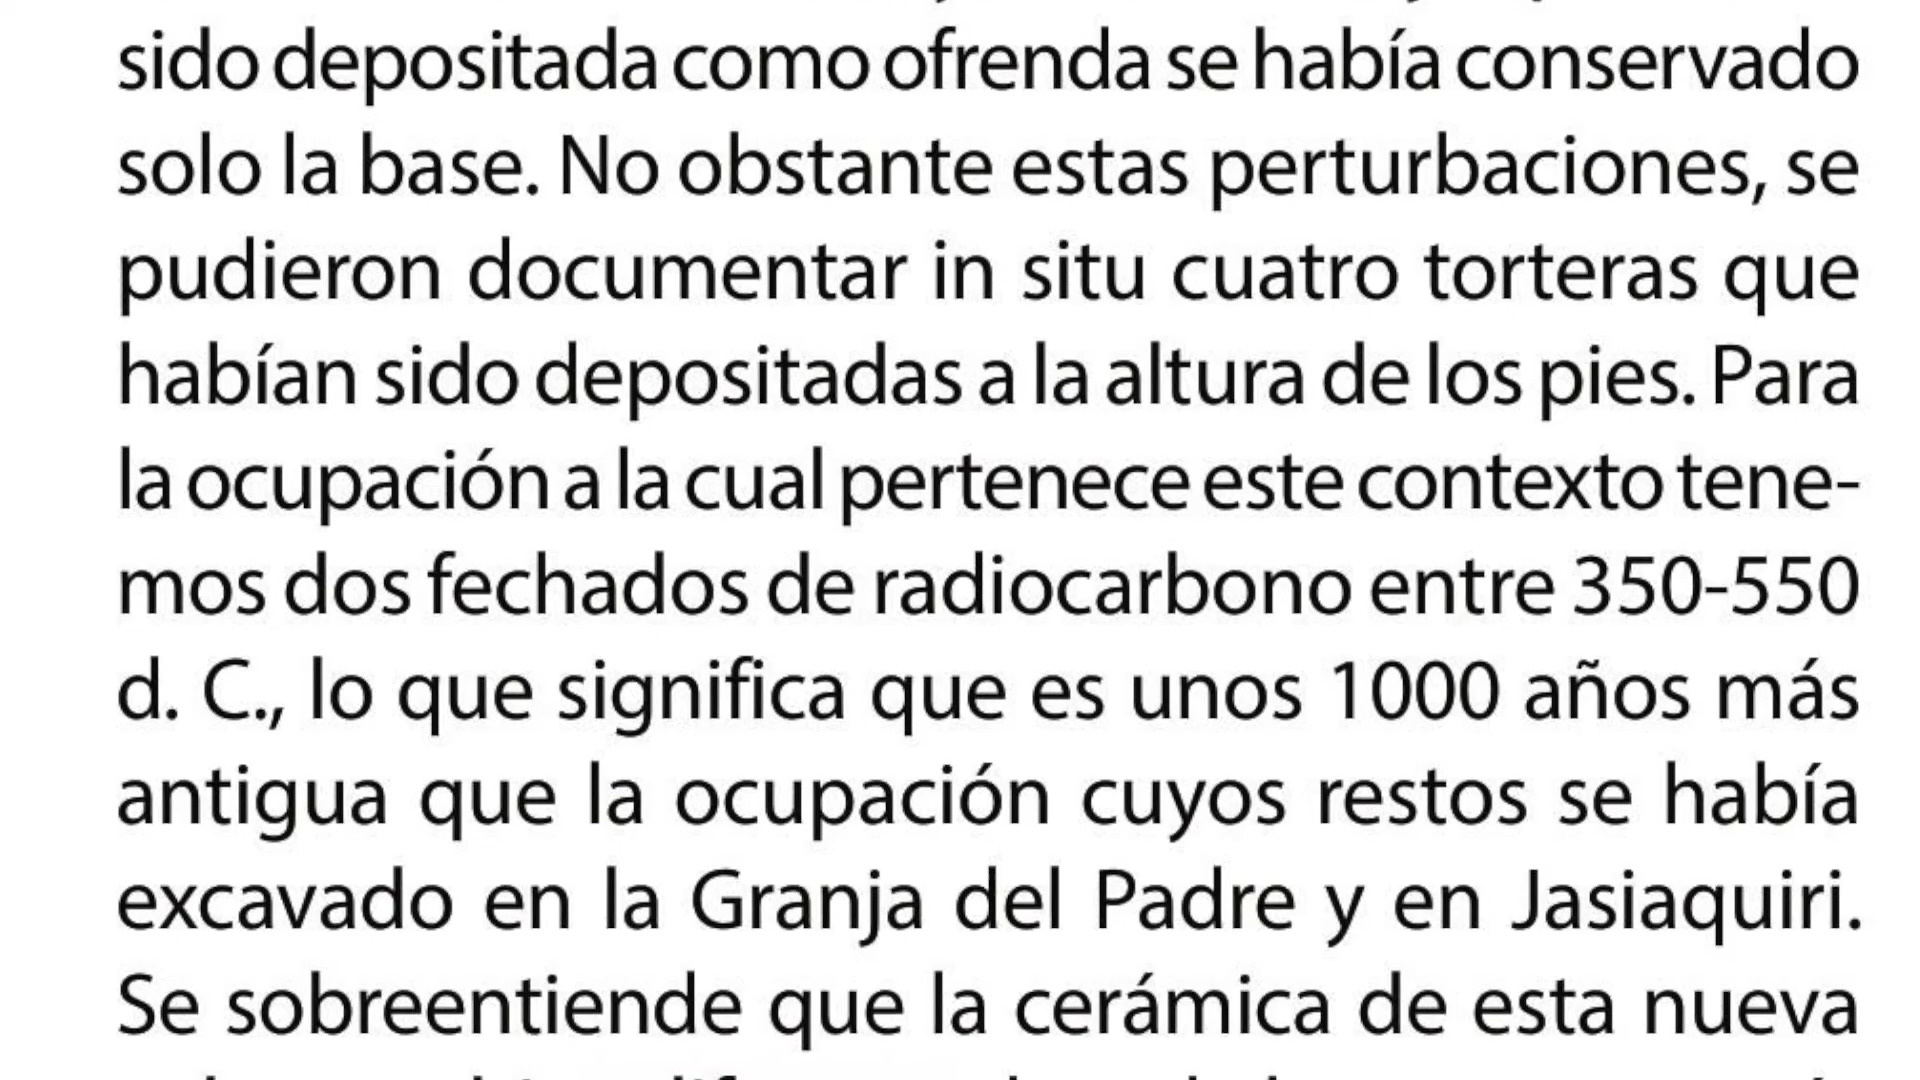 sido depositada como ofrenda se había conservado
solo la base. No obstante estas perturbaciones, se
pudieron documentar in situ cuatro torteras que
habían sido depositadas a la altura de los pies. Para
la ocupación a la cual pertenece este contexto tene-
mos dos fechados de radiocarbono entre 350-550
d. C., lo que significa que es unos 1000 años más
antigua que la ocupación cuyos restos se había
excavado en la Granja del Padre y en Jasiaquiri.
Se sobreentiende que la cerámica de esta nueva